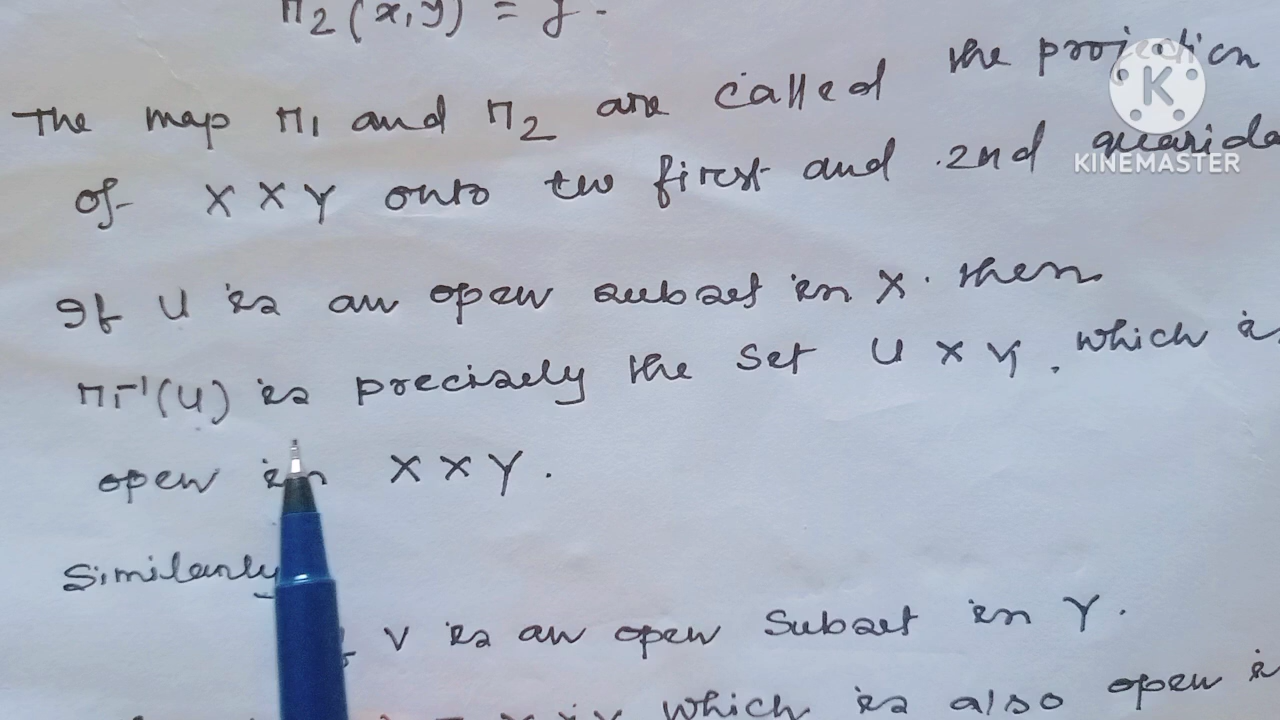 π2(x,y) = y.
The map π1 and π2 are called the projection
of X X Y onto two first and 2nd
KINEMASTER
If U is an open subset in X. then
π1⁻¹(U) is precisely the set U X Y, which is
open in X X Y.
Similarly
if V is an open Subset in Y.
which is also open i